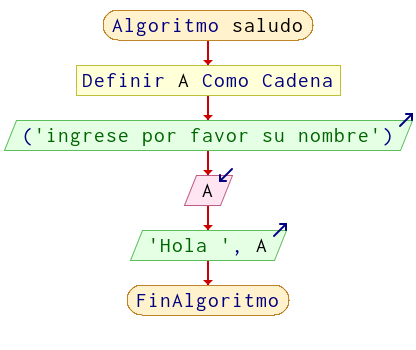 Algoritmo saludo
Definir A Como Cadena
('ingrese por favor su nombre')
A
'Hola ', A
FinAlgoritmo